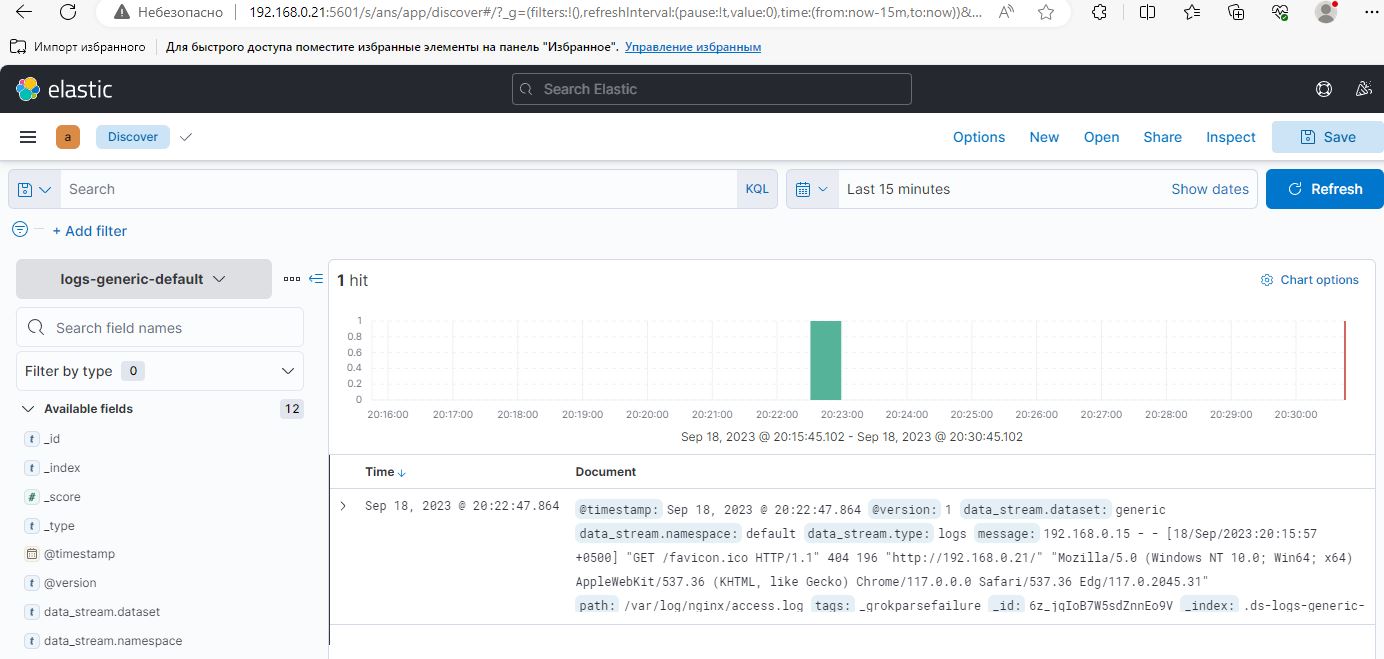 Небезопасно 192.168.0.21:5601/s/ans/app/discover#/?_g=(filters:!(),refreshInterval:(pause:!t,value:0),time:(from:now-15m,to:now))&...
Импорт избранного Для быстрого доступа поместите избранные элементы на панель "Избранное". Управление избранным
elastic Search Elastic
a Discover Options New Open Share Inspect Save
Search KQL Last 15 minutes Show dates Refresh
+ Add filter
logs-generic-default
1 hit Chart options
Search field names
Filter by type 0
Available fields 12
_id
_index
_score
_type
@timestamp
@version
data_stream.dataset
data_stream.namespace
1
0.8
0.6
0.4
0.2
0
20:16:00 20:17:00 20:18:00 20:19:00 20:20:00 20:21:00 20:22:00 20:23:00 20:24:00 20:25:00 20:26:00 20:27:00 20:28:00 20:29:00 20:30:00
Sep 18, 2023 @ 20:15:45.102 - Sep 18, 2023 @ 20:30:45.102
Time Document
Sep 18, 2023 @ 20:22:47.864
@timestamp: Sep 18, 2023 @ 20:22:47.864 @version: 1 data_stream.dataset: generic
data_stream.namespace: default data_stream.type: logs message: 192.168.0.15 - - [18/Sep/2023:20:15:57
+0500] "GET /favicon.ico HTTP/1.1" 404 196 "http://192.168.0.21/" "Mozilla/5.0 (Windows NT 10.0; Win64; x64)
AppleWebKit/537.36 (KHTML, like Gecko) Chrome/117.0.0.0 Safari/537.36 Edg/117.0.2045.31"
path: /var/log/nginx/access.log tags: _grokparsefailure _id: 6z_jqIoB7W5sdZnnEo9V _index: .ds-logs-generic-